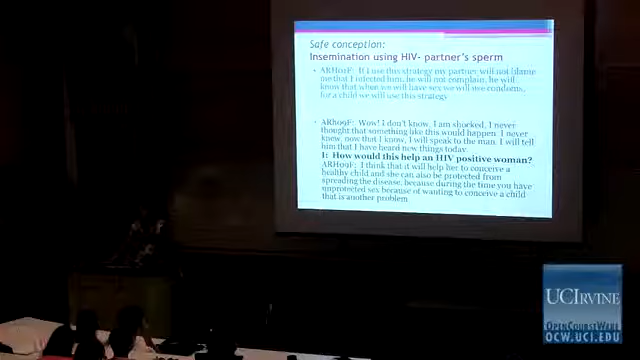 Safe conception:
Insemination using HIV- partner's sperm
ARH01F: If I use this strategy my partner will not blame
me that I infected him, he will not complain, he will
know that when we will have sex we will use condoms,
for a child we will use this strategy
ARH09F: Wow! I don't know. I am shocked, I never
thought that something like this would happen. I never
knew, now that I know, I will speak to the man. I will tell
him that I have heard new things today.
I: How would this help an HIV positive woman?
ARH09F: I think that it will help her to conceive a
healthy child and she can also be protected from
spreading the disease, because during the time you have
unprotected sex because of wanting to conceive a child
that is another problem
UCIRVINE
OPENCOURSEWARE
OCW.UCI.EDU